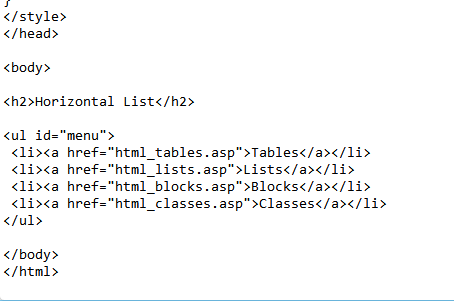 }
</style>
</head>
<body>
<h2>Horizontal List</h2>
<ul id="menu">
<li><a href="html_tables.asp">Tables</a></li>
<li><a href="html_lists.asp">Lists</a></li>
<li><a href="html_blocks.asp">Blocks</a></li>
<li><a href="html_classes.asp">Classes</a></li>
</ul>
</body>
</html>